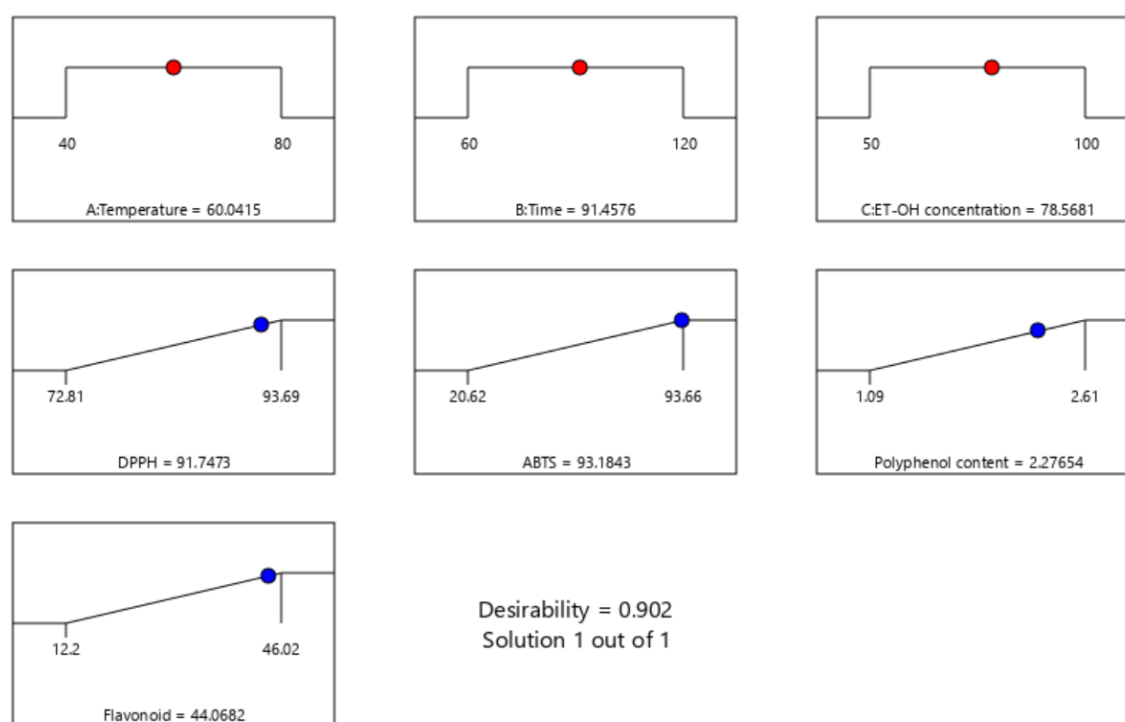 40 80
A:Temperature = 60.0415
60 120
B:Time = 91.4576
50 100
C:ET-OH concentration = 78.5681
72.81 93.69
DPPH = 91.7473
20.62 93.66
ABTS = 93.1843
1.09 2.61
Polyphenol content = 2.27654
12.2 46.02
Flavonoid = 44.0682
Desirability = 0.902
Solution 1 out of 1